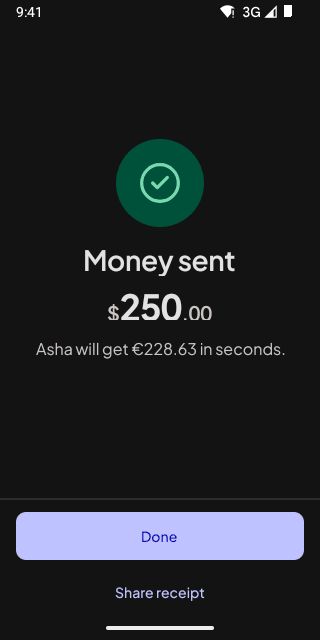 9:41
3G
Money sent
$250.00
Asha will get €228.63 in seconds.
Done
Share receipt